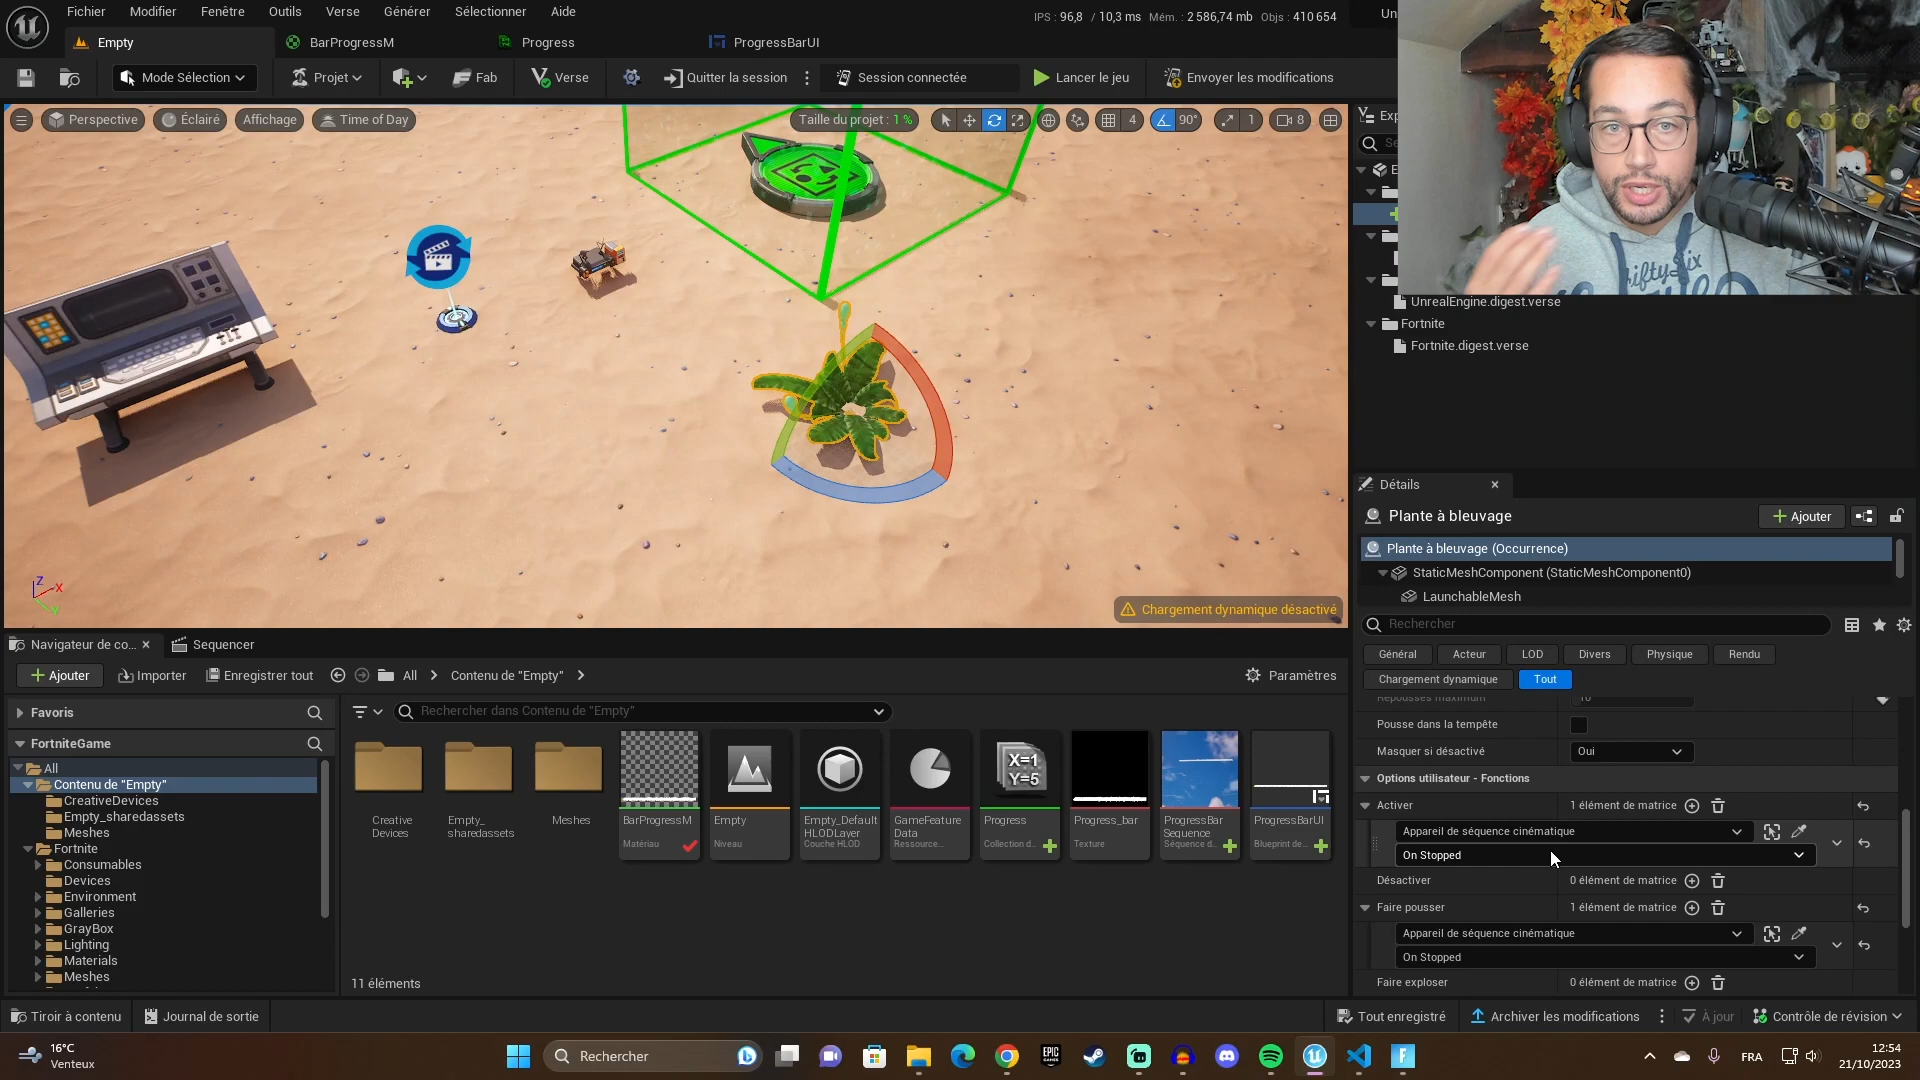 Fichier Modifier Fenêtre Outils Verse Générer Sélectionner Aide
IPS : 96,8 / 10,3 ms Mém. : 2 586,74 mb Objs : 410 654
Un
Empty BarProgressM Progress ProgressBarUI
Mode Sélection Projet Fab Verse Quitter la session Session connectée Lancer le jeu Envoyer les modifications
Perspective Éclairé Affichage Time of Day Taille du projet : 1 % 4 90° 1 8
Exp
UnrealEngine.digest.verse
Fortnite
Fortnite.digest.verse
Détails
Plante à bleuvage
Ajouter
Plante à bleuvage (Occurrence)
StaticMeshComponent (StaticMeshComponent0)
LaunchableMesh
Rechercher
Général Acteur LOD Divers Physique Rendu
Chargement dynamique Tout
Repousses maximum 10
Pousse dans la tempête
Masquer si désactivé Oui
Options utilisateur - Fonctions
Activer 1 élément de matrice
Appareil de séquence cinématique
On Stopped
Désactiver 0 élément de matrice
Faire pousser 1 élément de matrice
Appareil de séquence cinématique
On Stopped
Faire exploser 0 élément de matrice
Z X Y
Chargement dynamique désactivé
Navigateur de co... Sequencer
Ajouter Importer Enregistrer tout All Contenu de "Empty" Paramètres
Favoris
Rechercher dans Contenu de "Empty"
FortniteGame
All
Contenu de "Empty"
CreativeDevices
Empty_sharedassets
Meshes
Fortnite
Consumables
Devices
Environment
Galleries
GrayBox
Lighting
Materials
Meshes
Creative Devices
Empty_ sharedassets
Meshes
BarProgressM
Matériau
Empty
Niveau
Empty_Default HLODLayer
Couche HLOD
GameFeature Data
Ressource...
X=1
Y=5
Progress
Collection d...
Progress_bar
Texture
ProgressBar Sequence
Séquence d...
ProgressBarUI
Blueprint de...
11 éléments
Tiroir à contenu Journal de sortie Tout enregistré Archiver les modifications À jour Contrôle de révision
16°C
Venteux
Rechercher
EPIC GAMES
FRA
12:54
21/10/2023